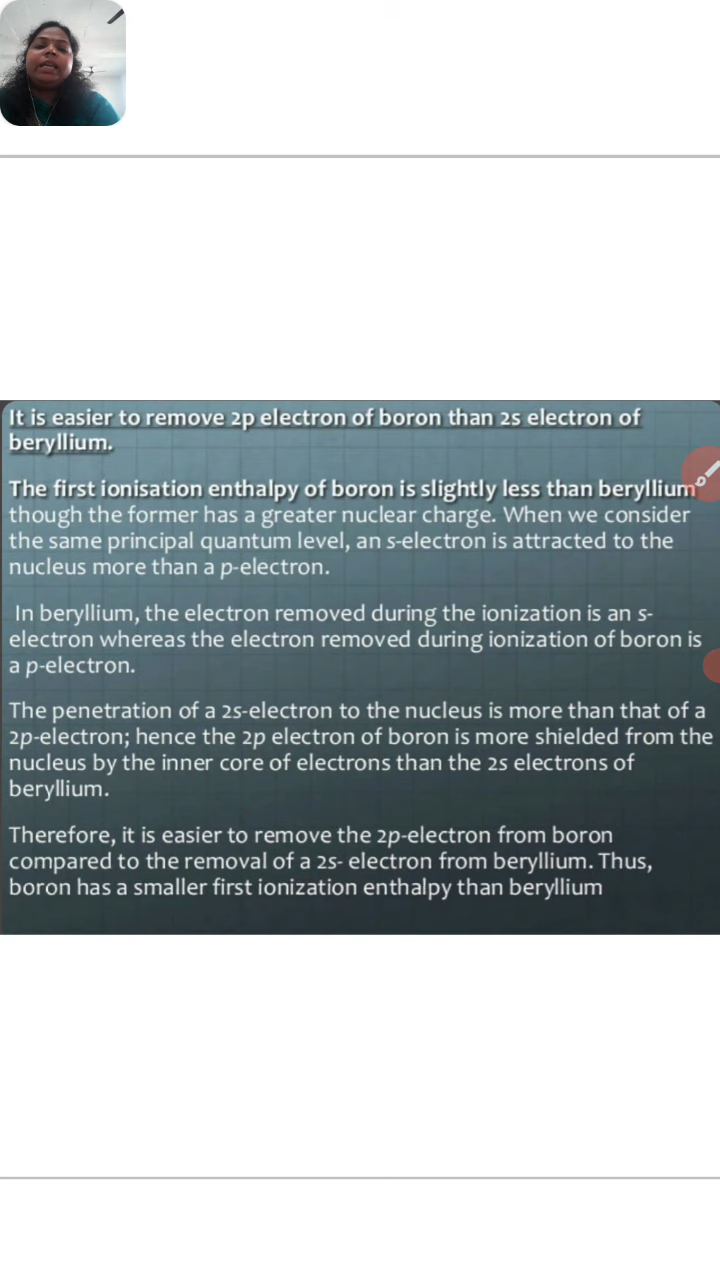 It is easier to remove 2p electron of boron than 2s electron of
beryllium.
The first ionisation enthalpy of boron is slightly less than beryllium
though the former has a greater nuclear charge. When we consider
the same principal quantum level, an s-electron is attracted to the
nucleus more than a p-electron.
In beryllium, the electron removed during the ionization is an s-
electron whereas the electron removed during ionization of boron is
a p-electron.
The penetration of a 2s-electron to the nucleus is more than that of a
2p-electron; hence the 2p electron of boron is more shielded from the
nucleus by the inner core of electrons than the 2s electrons of
beryllium.
Therefore, it is easier to remove the 2p-electron from boron
compared to the removal of a 2s- electron from beryllium. Thus,
boron has a smaller first ionization enthalpy than beryllium